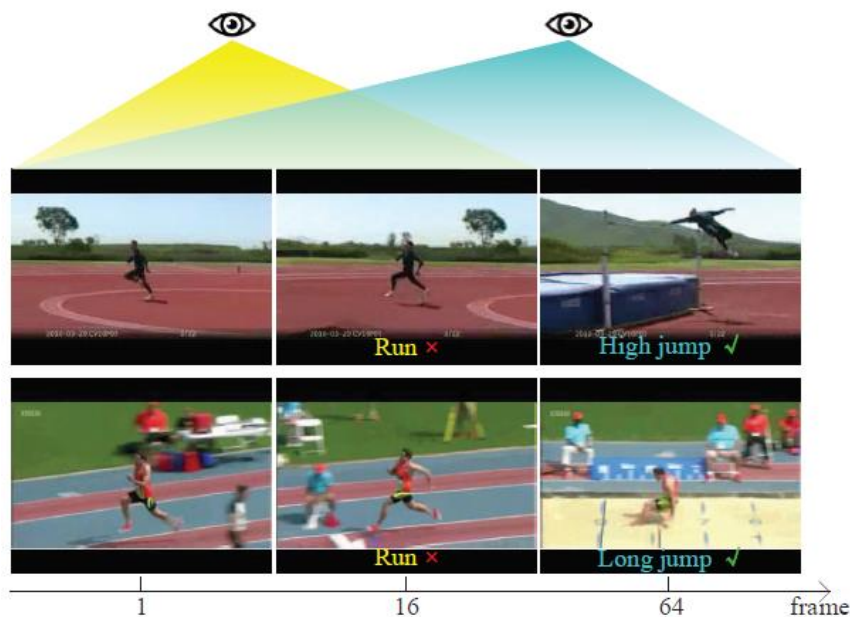 Run ×
High jump √
Run ×
Long jump √
1 16 64 frame